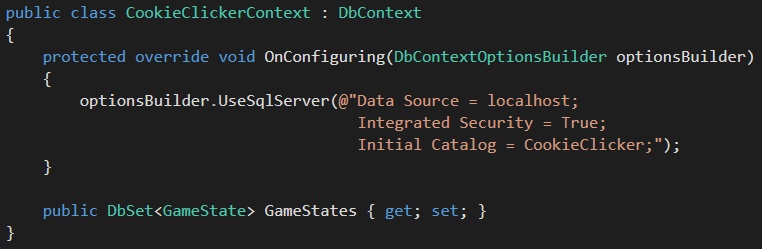 public class CookieClickerContext : DbContext
{
    protected override void OnConfiguring(DbContextOptionsBuilder optionsBuilder)
    {
        optionsBuilder.UseSqlServer(@"Data Source = localhost;
                                      Integrated Security = True;
                                      Initial Catalog = CookieClicker;");
    }

    public DbSet<GameState> GameStates { get; set; }
}